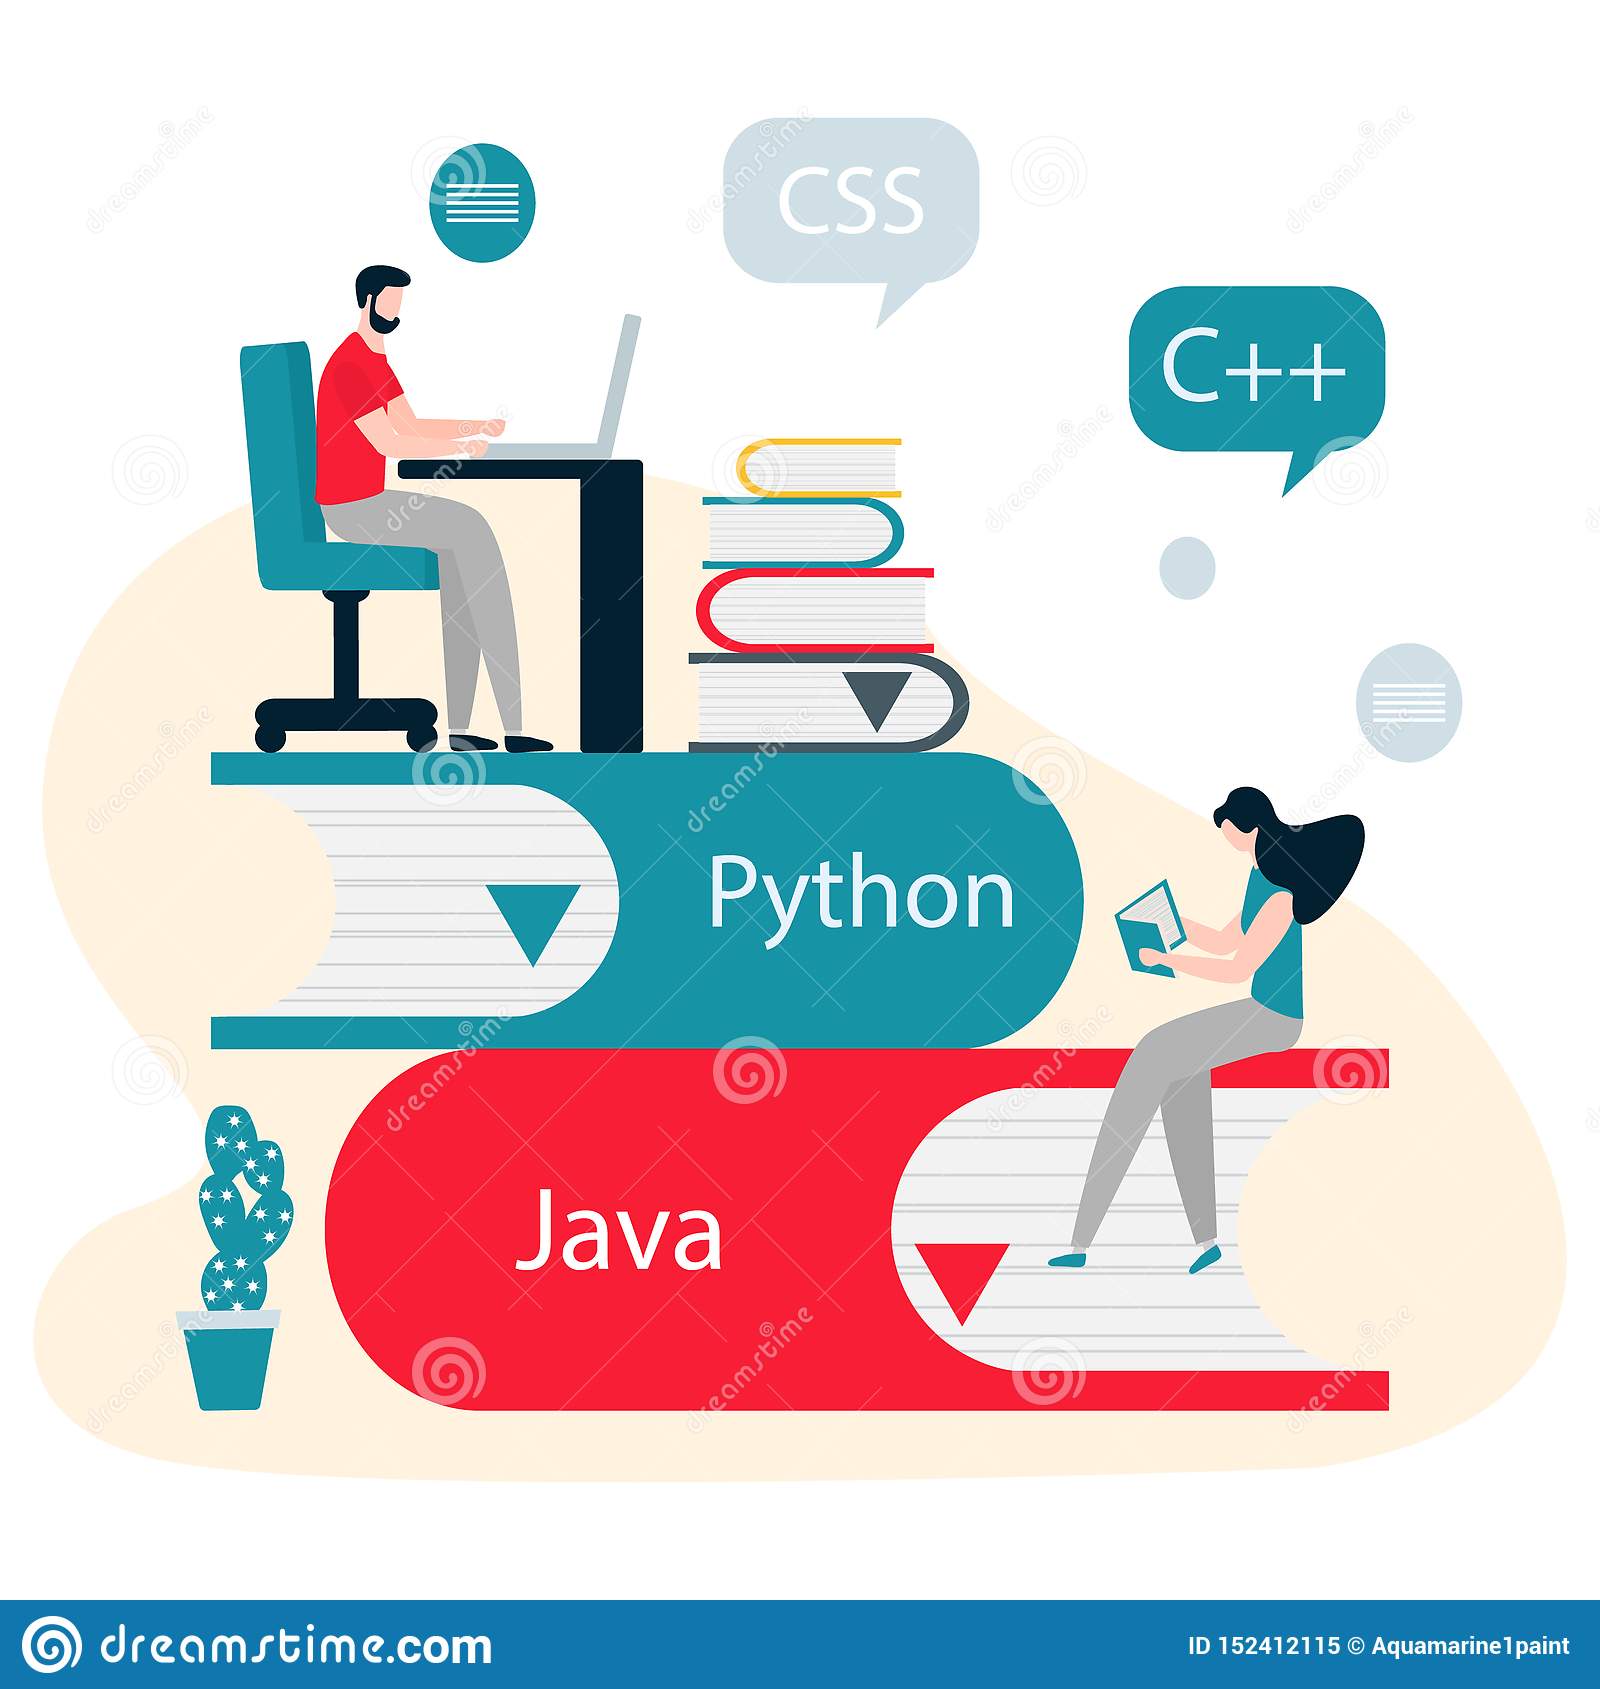 CSS
C++
Python
Java
dreamstime.com
ID 152412115 © Aquamarine1paint